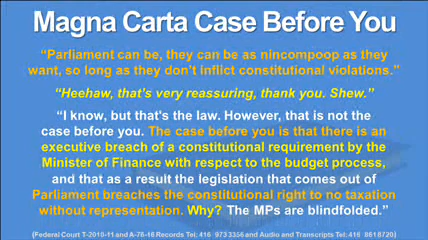 Magna Carta Case Before You
“Parliament can be, they can be as nincompoop as they
want, so long as they don't inflict constitutional violations.”
“Heehaw, that's very reassuring, thank you. Shew.”
“I know, but that's the law. However, that is not the
case before you. The case before you is that there is an
executive breach of a constitutional requirement by the
Minister of Finance with respect to the budget process,
and that as a result the legislation that comes out of
Parliament breaches the constitutional right to no taxation
without representation. Why? The MPs are blindfolded.”
(Federal Court T-2010-11 and A-76-16 Records Tel: 416 973 3356 and Audio and Transcripts Tel: 416 861 8720)